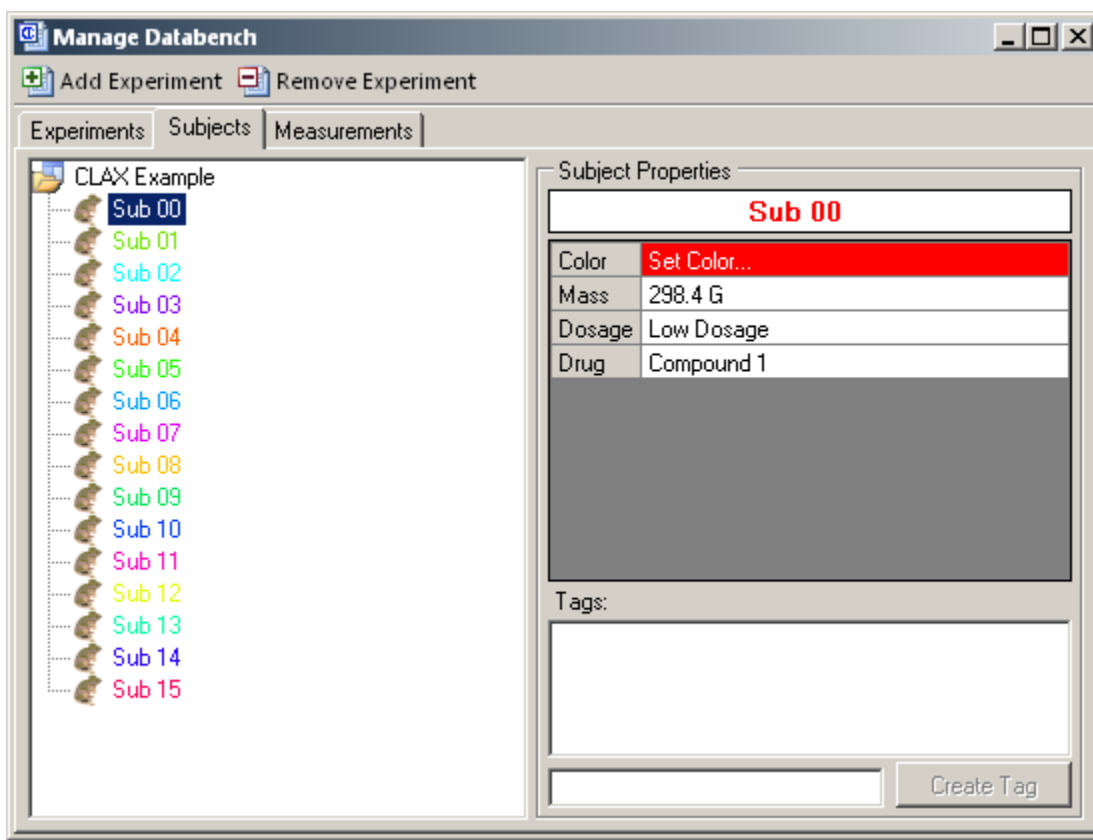 Manage Databench
Add Experiment Remove Experiment
Experiments Subjects Measurements
CLAX Example
Sub 00
Sub 01
Sub 02
Sub 03
Sub 04
Sub 05
Sub 06
Sub 07
Sub 08
Sub 09
Sub 10
Sub 11
Sub 12
Sub 13
Sub 14
Sub 15
Subject Properties
Sub 00
Color Set Color...
Mass 298.4 G
Dosage Low Dosage
Drug Compound 1
Tags:
Create Tag